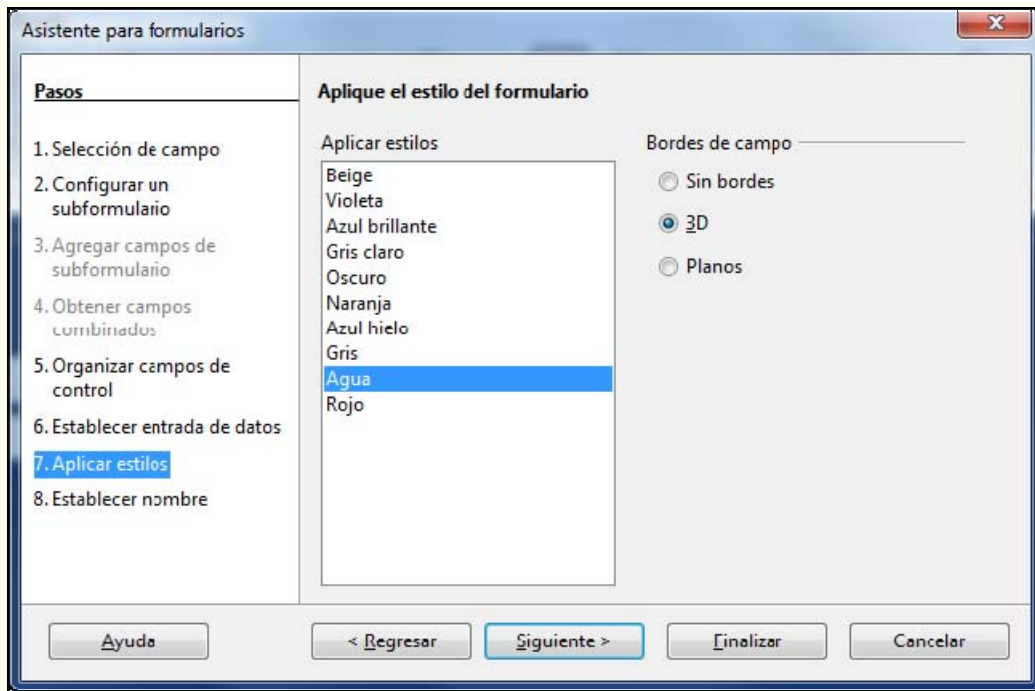 Asistente para formularios
Pasos
1. Selección de campo
2. Configurar un
subformulario
3. Agregar campos de
subformulario
4. Obtener campos
combinados
5. Organizar campos de
control
6. Establecer entrada de datos
7. Aplicar estilos
8. Establecer nombre
Aplique el estilo del formulario
Aplicar estilos
Beige
Violeta
Azul brillante
Gris claro
Oscuro
Naranja
Azul hielo
Gris
Agua
Rojo
Bordes de campo
Sin bordes
3D
Planos
Ayuda
< Regresar
Siguiente >
Finalizar
Cancelar